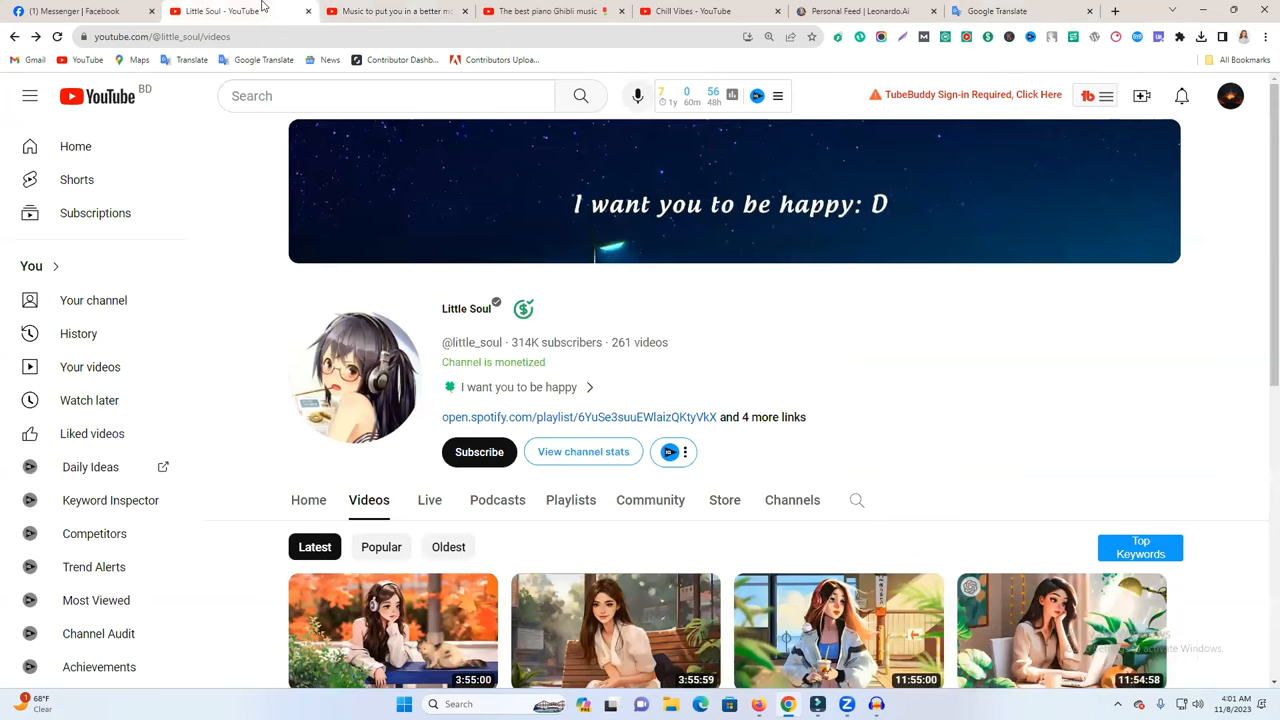 (1) Messenger | Facebook
Little Soul - YouTube
Music to put you in a better m
The best piano Ghibli music
Chill Vibes - YouTube
Personal Feed | Leonardo.Ai
Google Translate
youtube.com/@little_soul/videos
Gmail
YouTube
Maps
Translate
Google Translate
News
Contributor Dashb...
Contributors Uploa...
All Bookmarks
YouTube BD
Search
7
1y
0
60m
56
48h
TubeBuddy Sign-in Required, Click Here
Home
Shorts
Subscriptions
You
Your channel
History
Your videos
Watch later
Liked videos
Daily Ideas
Keyword Inspector
Competitors
Trend Alerts
Most Viewed
Channel Audit
Achievements
I want you to be happy: D
Little Soul
@little_soul · 314K subscribers · 261 videos
Channel is monetized
I want you to be happy
open.spotify.com/playlist/6YuSe3suuEWlaizQKtyVkX and 4 more links
Subscribe
View channel stats
Home
Videos
Live
Podcasts
Playlists
Community
Store
Channels
Latest
Popular
Oldest
Top
Keywords
3:55:00
3:55:59
11:55:00
11:54:58
68°F
Clear
Search
4:01 AM
11/8/2023